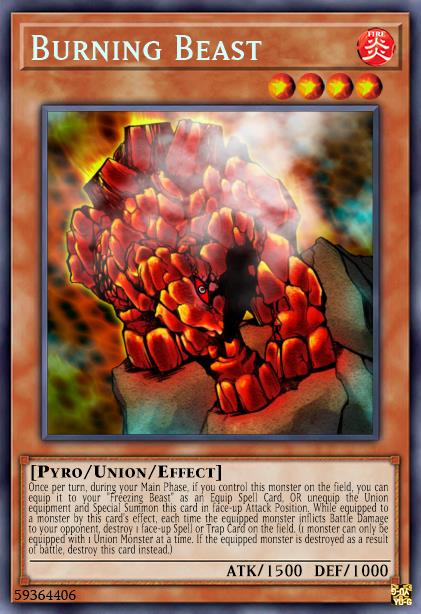 BURNING BEAST
FIRE
炎
[PYRO/UNION/EFFECT]
Once per turn, during your Main Phase, if you control this monster on the field, you can
equip it to your "Freezing Beast" as an Equip Spell Card, OR unequip the Union
equipment and Special Summon this card in face-up Attack Position. While equipped to
a monster by this card's effect, each time the equipped monster inflicts Battle Damage
to your opponent, destroy 1 face-up Spell or Trap Card on the field. (1 monster can only be
equipped with 1 Union Monster at a time. If the equipped monster is destroyed as a result
of battle, destroy this card instead.)
ATK/1500 DEF/1000
59364406